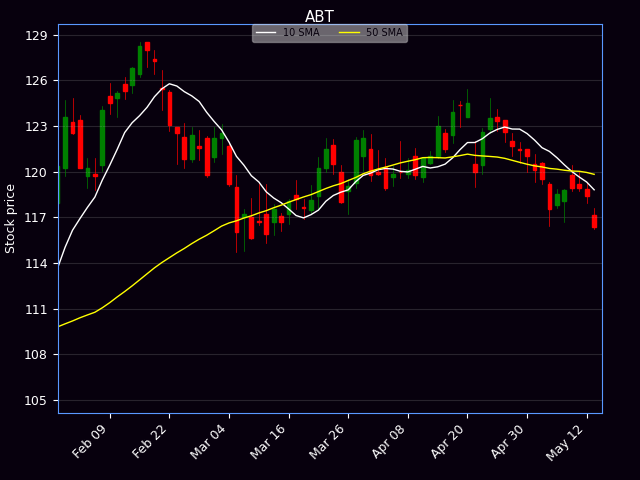 ABT
10 SMA
50 SMA
129
126
123
120
117
114
111
108
105
Stock price
Feb 09
Feb 22
Mar 04
Mar 16
Mar 26
Apr 08
Apr 20
Apr 30
May 12